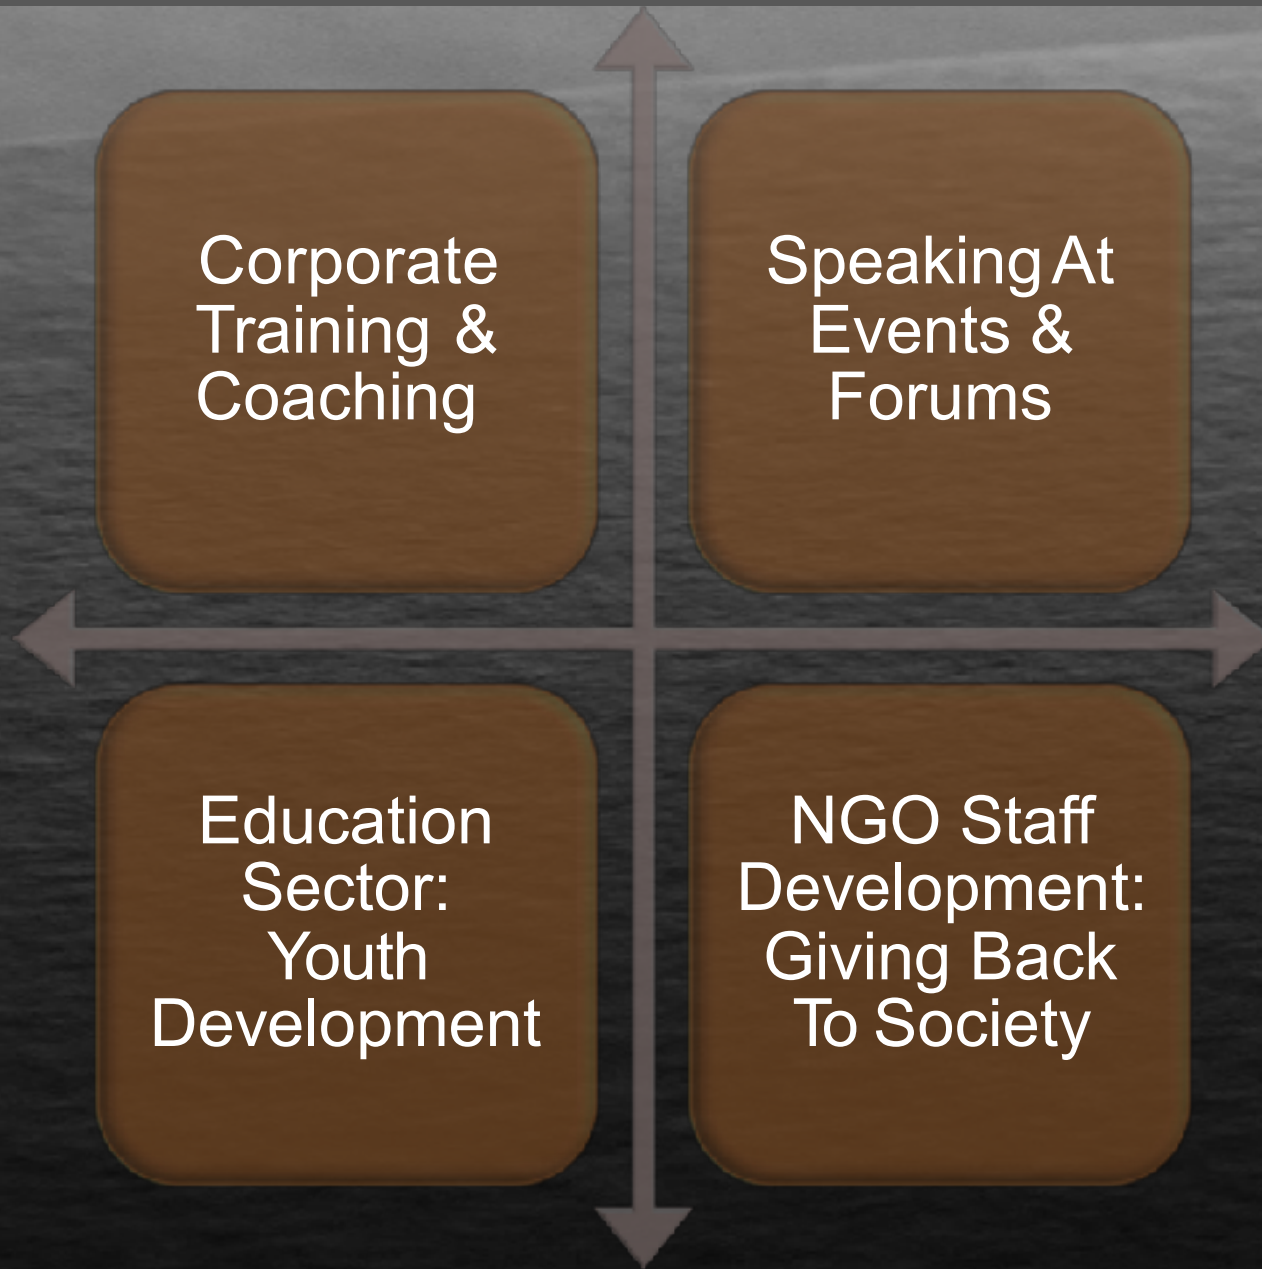 Corporate
Training &
Coaching
Speaking At
Events &
Forums
Education
Sector:
Youth
Development
NGO Staff
Development:
Giving Back
To Society